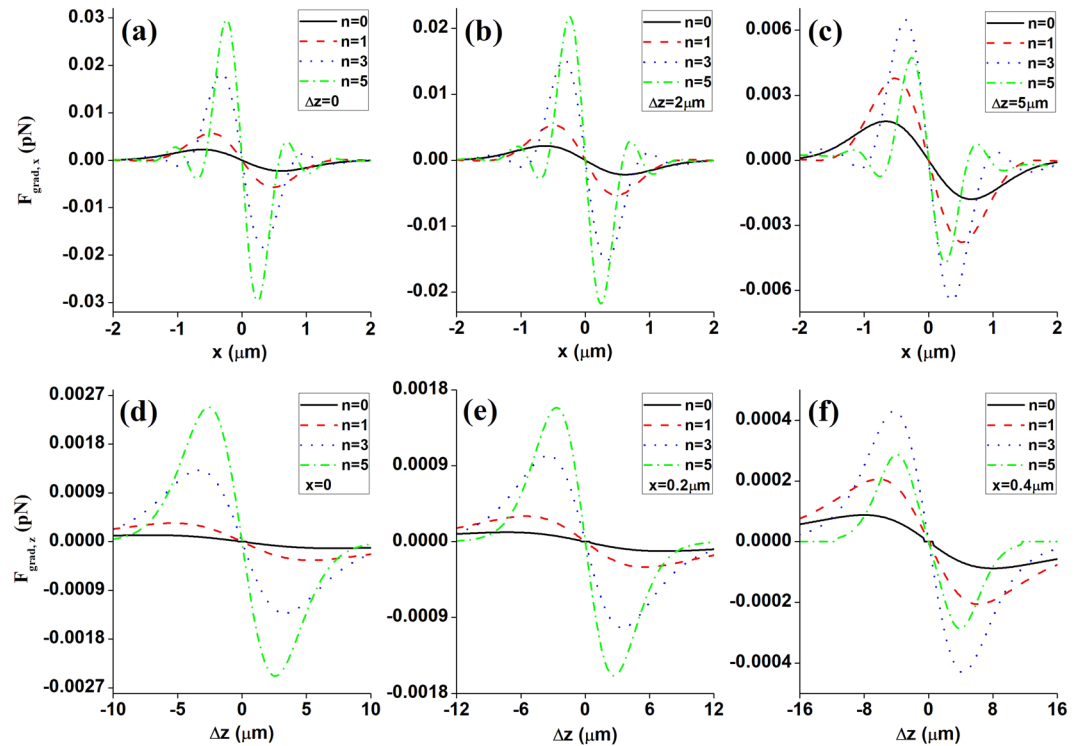 (a)
n=0
n=1
n=3
n=5
Δz=0
0.03
0.02
0.01
0.00
-0.01
-0.02
-0.03
F_grad, x (pN)
-2 -1 0 1 2
x (μm)
(b)
n=0
n=1
n=3
n=5
Δz=2μm
0.02
0.01
0.00
-0.01
-0.02
-2 -1 0 1 2
x (μm)
(c)
n=0
n=1
n=3
n=5
Δz=5μm
0.006
0.003
0.000
-0.003
-0.006
-2 -1 0 1 2
x (μm)
(d)
n=0
n=1
n=3
n=5
x=0
0.0027
0.0018
0.0009
0.0000
-0.0009
-0.0018
-0.0027
F_grad, z (pN)
-10 -5 0 5 10
Δz (μm)
(e)
n=0
n=1
n=3
n=5
x=0.2μm
0.0018
0.0009
0.0000
-0.0009
-0.0018
-12 -8 -4 0 4 8 12
Δz (μm)
(f)
n=0
n=1
n=3
n=5
x=0.4μm
0.0004
0.0002
0.0000
-0.0002
-0.0004
-16 -8 0 8 16
Δz (μm)